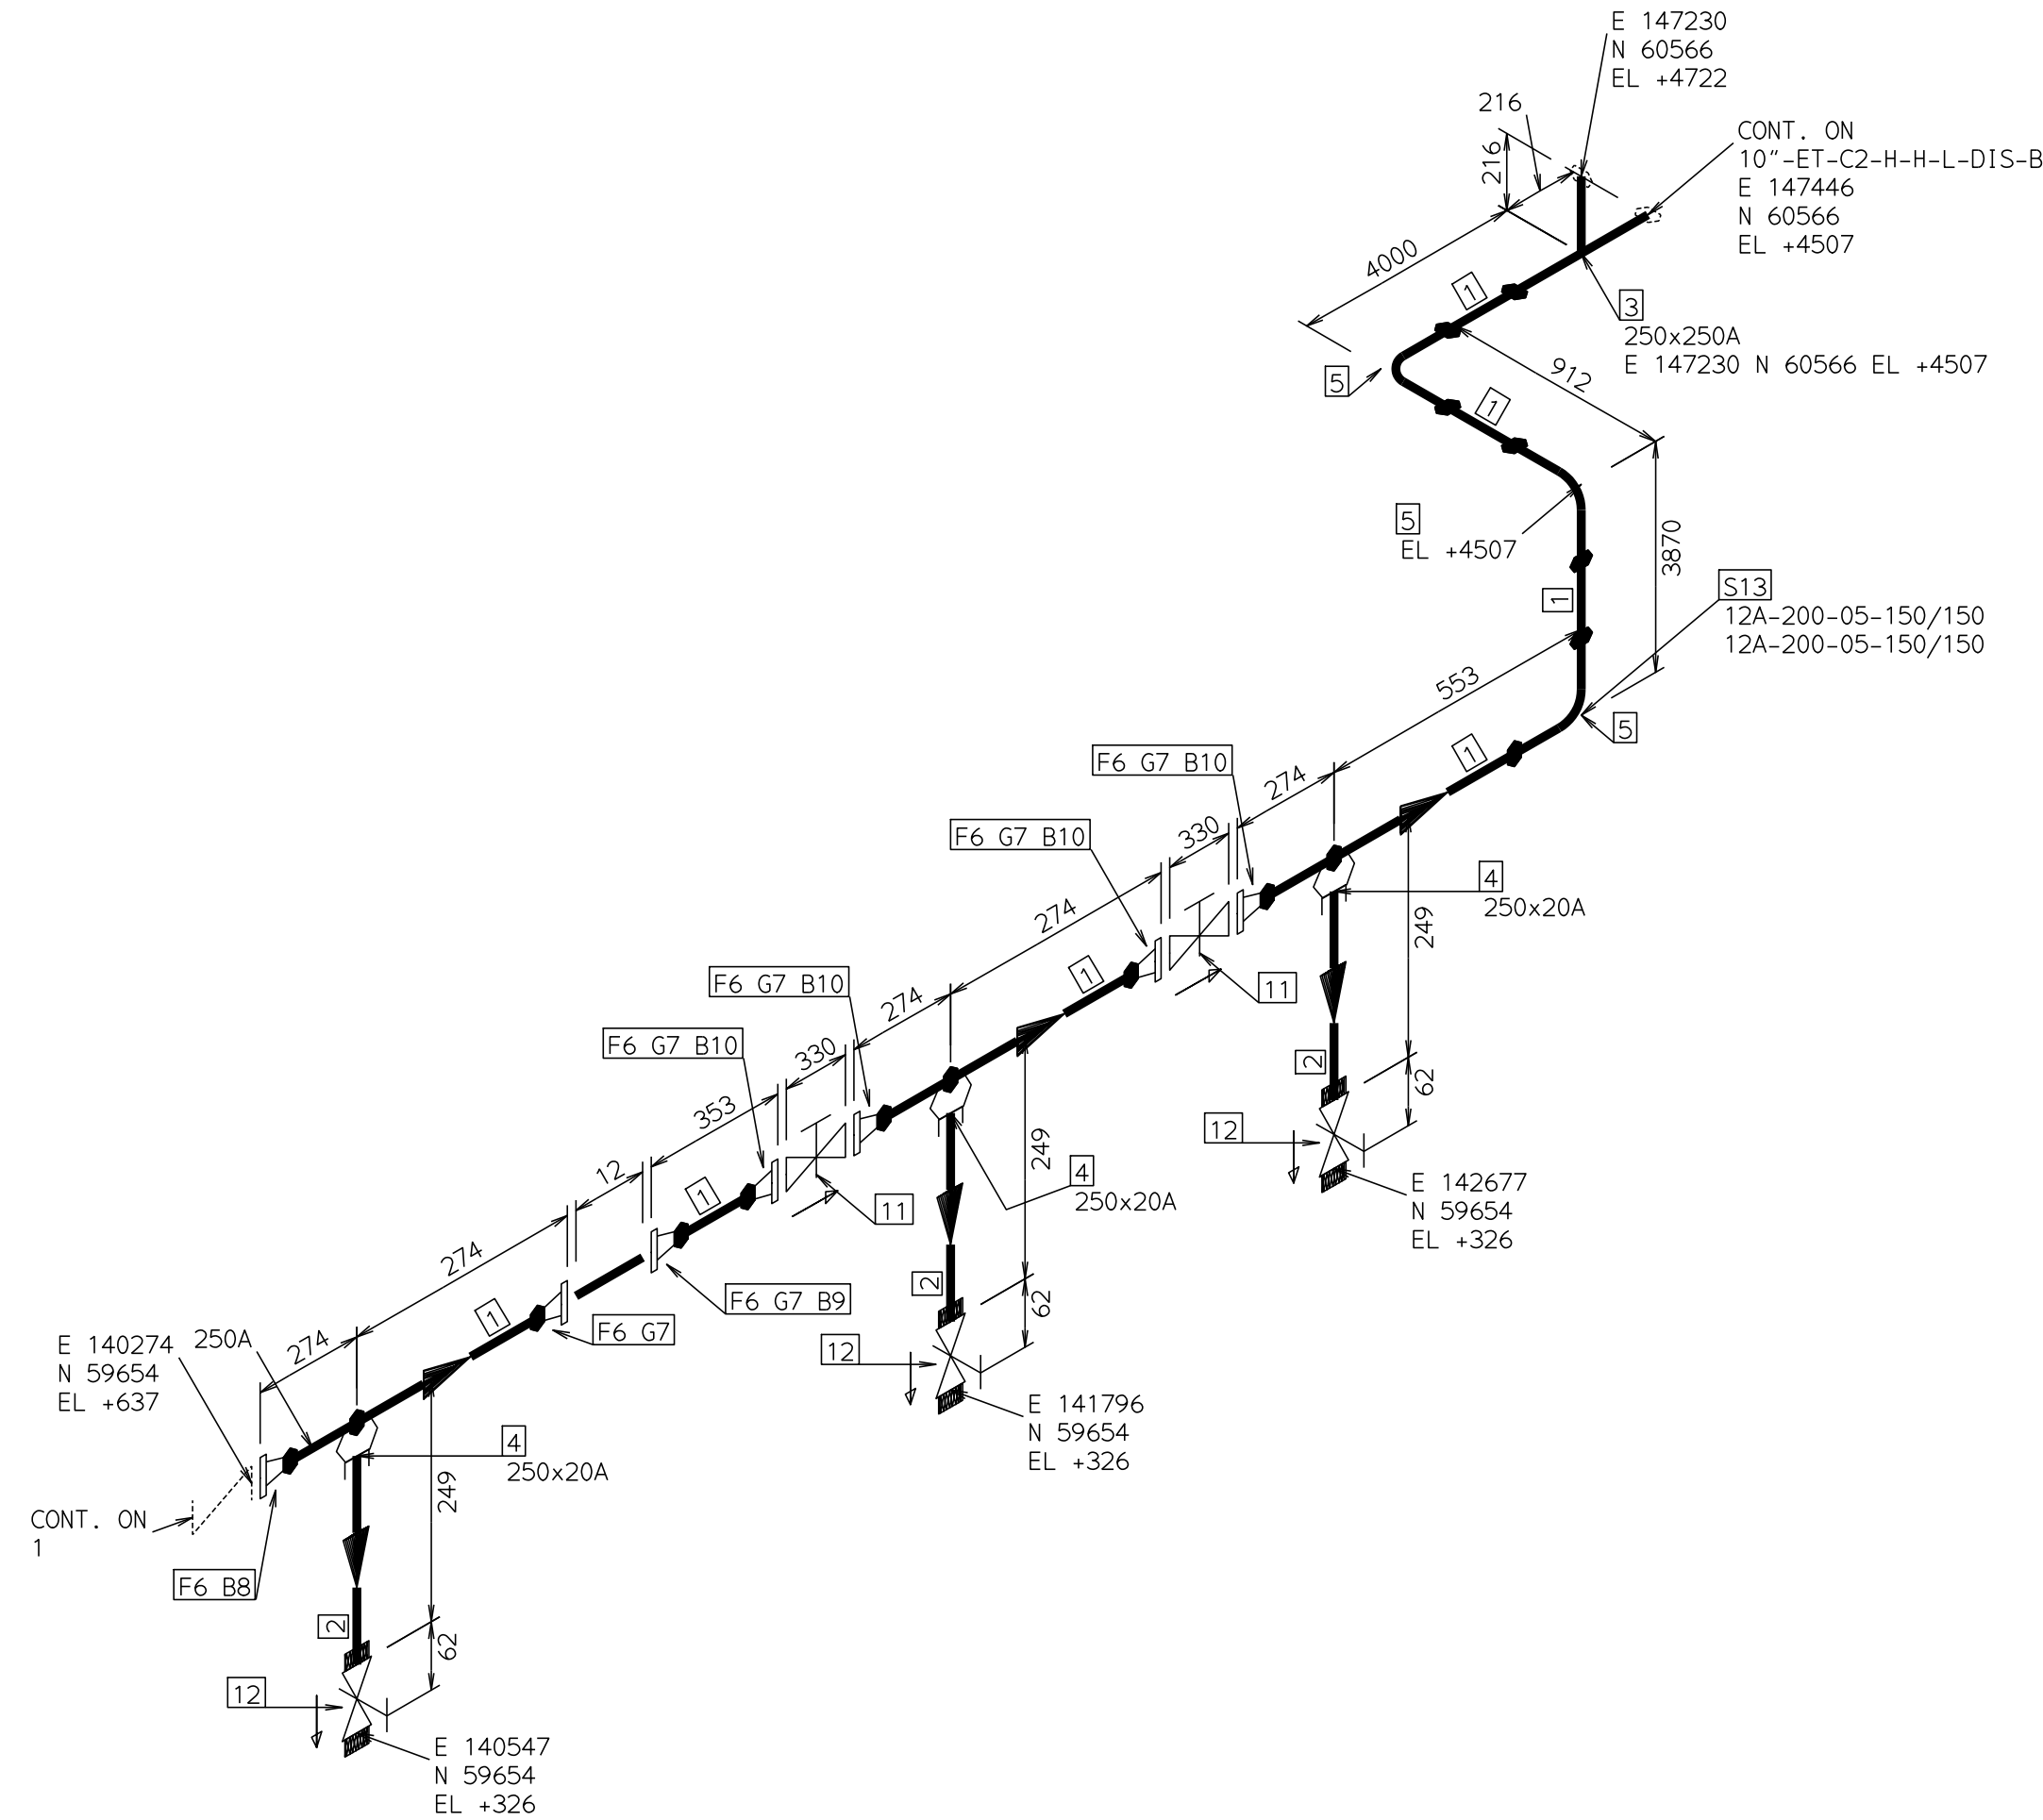 E 147230
N 60566
EL +4722
216
216
CONT. ON
10"-ET-C2-H-H-L-DIS-B
E 147446
N 60566
EL +4507
4000
1
3
250x250A
E 147230 N 60566 EL +4507
5
912
1
5
EL +4507
3870
1
S13
12A-200-05-150/150
12A-200-05-150/150
553
5
1
F6 G7 B10
274
F6 G7 B10
330
4
250x20A
274
249
1
11
F6 G7 B10
274
F6 G7 B10
330
2
62
12
353
249
4
250x20A
E 142677
N 59654
EL +326
12
1
11
274
2
F6 G7 B9
62
1
F6 G7
12
E 140274
N 59654
EL +637
250A
274
E 141796
N 59654
EL +326
4
250x20A
249
CONT. ON
1
F6 B8
2
62
12
E 140547
N 59654
EL +326